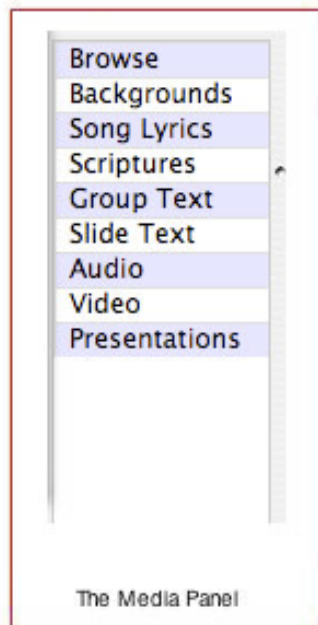 Browse
Backgrounds
Song Lyrics
Scriptures
Group Text
Slide Text
Audio
Video
Presentations
The Media Panel